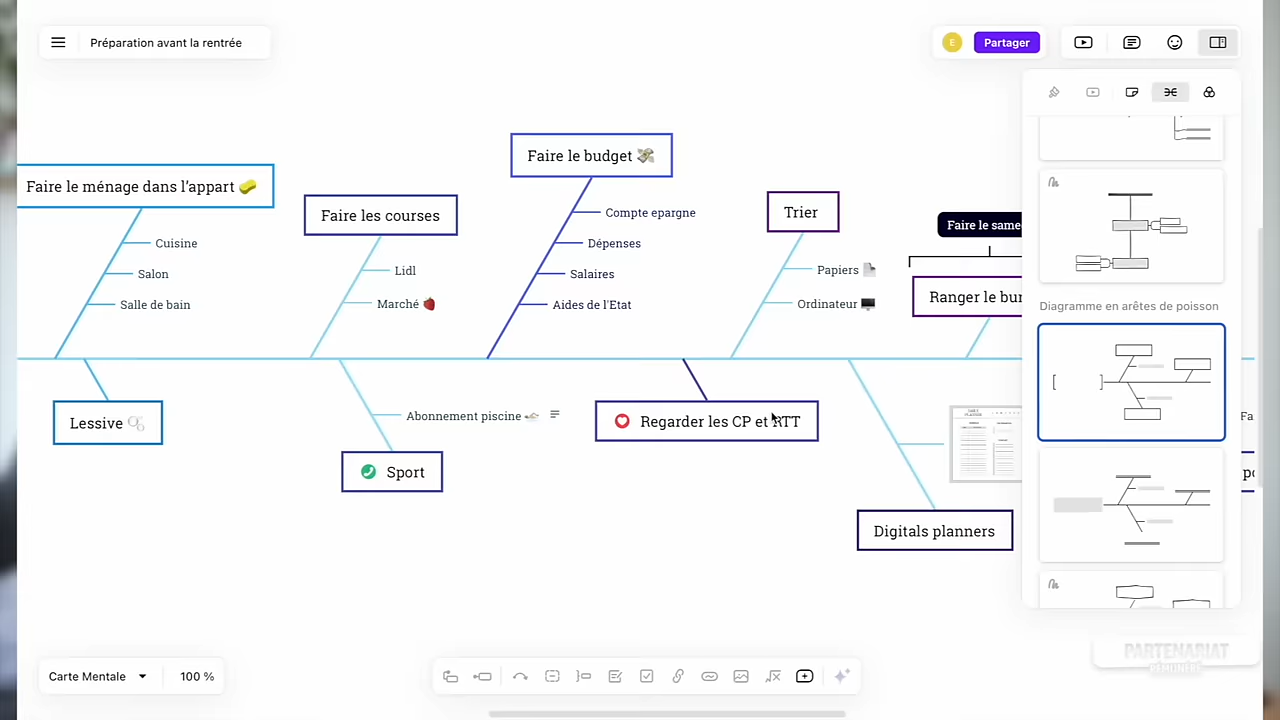 Préparation avant la rentrée
E
Partager
Faire le ménage dans l'appart
Cuisine
Salon
Salle de bain
Faire les courses
Lidl
Marché
Faire le budget
Compte epargne
Dépenses
Salaires
Aides de l'Etat
Trier
Papiers
Ordinateur
Faire le same
Ranger le bur
Diagramme en arêtes de poisson
Lessive
Abonnement piscine
Sport
Regarder les CP et RTT
Digitals planners
Fa
po
PARTENARIAT
Carte Mentale
100 %